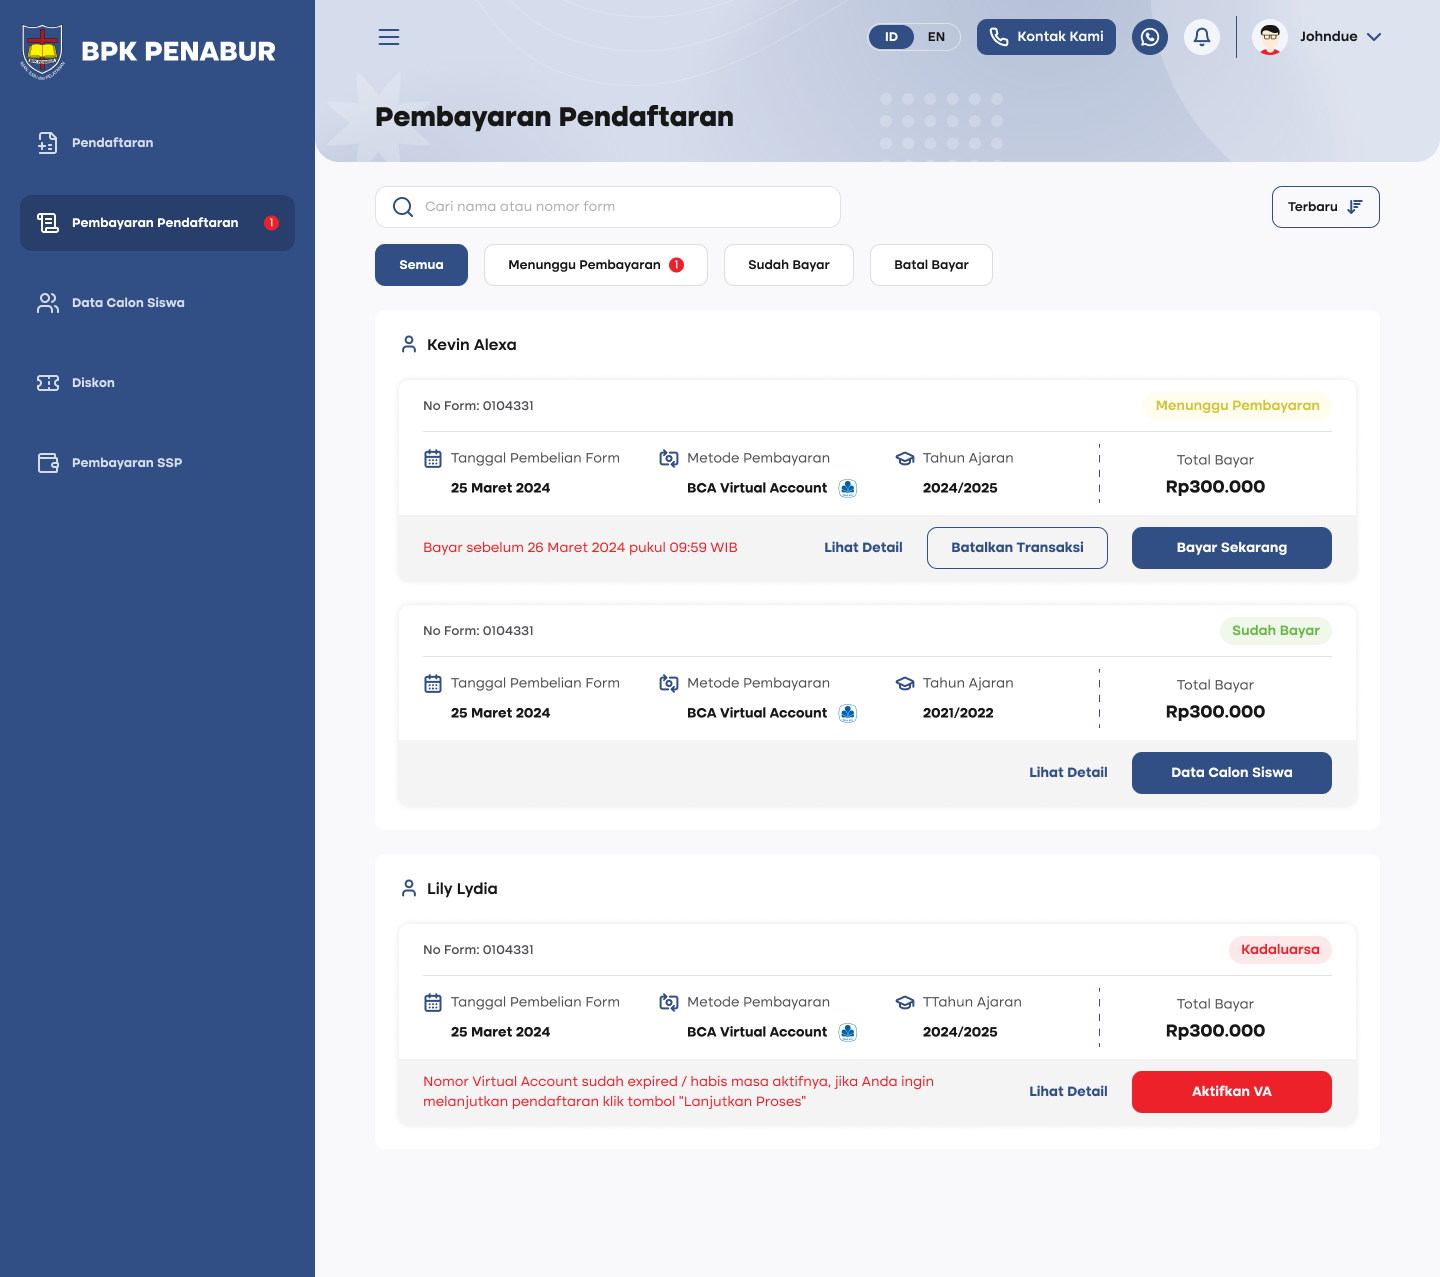 BPK PENABUR
ID EN
Kontak Kami
Johndue
Pembayaran Pendaftaran
Pendaftaran
Pembayaran Pendaftaran 1
Data Calon Siswa
Diskon
Pembayaran SSP
Cari nama atau nomor form
Terbaru
Semua
Menunggu Pembayaran 1
Sudah Bayar
Batal Bayar
Kevin Alexa
No Form: 0104331
Menunggu Pembayaran
Tanggal Pembelian Form
25 Maret 2024
Metode Pembayaran
BCA Virtual Account
Tahun Ajaran
2024/2025
Total Bayar
Rp300.000
Bayar sebelum 26 Maret 2024 pukul 09:59 WIB
Lihat Detail
Batalkan Transaksi
Bayar Sekarang
No Form: 0104331
Sudah Bayar
Tanggal Pembelian Form
25 Maret 2024
Metode Pembayaran
BCA Virtual Account
Tahun Ajaran
2021/2022
Total Bayar
Rp300.000
Lihat Detail
Data Calon Siswa
Lily Lydia
No Form: 0104331
Kadaluarsa
Tanggal Pembelian Form
25 Maret 2024
Metode Pembayaran
BCA Virtual Account
TTahun Ajaran
2024/2025
Total Bayar
Rp300.000
Nomor Virtual Account sudah expired / habis masa aktifnya, jika Anda ingin
melanjutkan pendaftaran klik tombol "Lanjutkan Proses"
Lihat Detail
Aktifkan VA